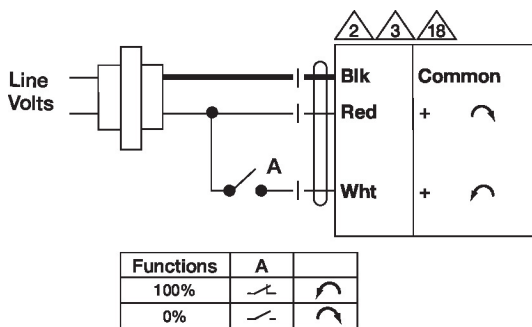 2 3 18
Line Volts
Blk Common
Red +
A
Wht +
Functions A
100%
0%